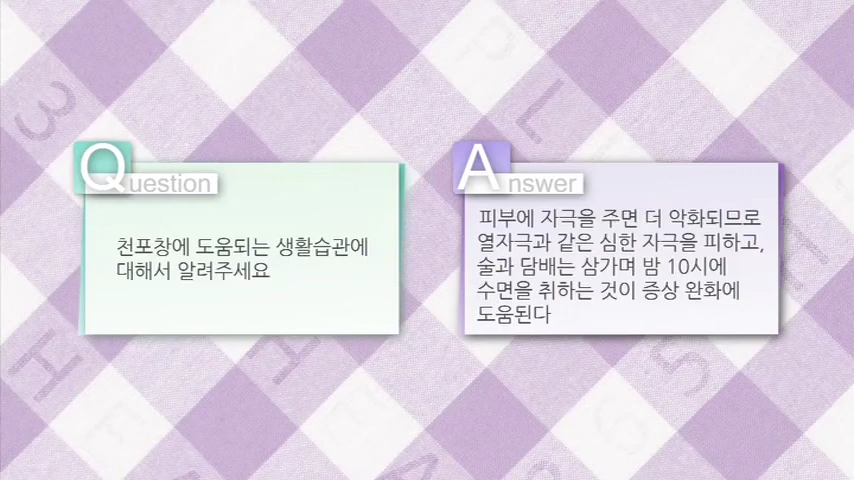 Question
천포창에 도움되는 생활습관에
대해서 알려주세요
Answer
피부에 자극을 주면 더 악화되므로
열자극과 같은 심한 자극을 피하고,
술과 담배는 삼가며 밤 10시에
수면을 취하는 것이 증상 완화에
도움된다